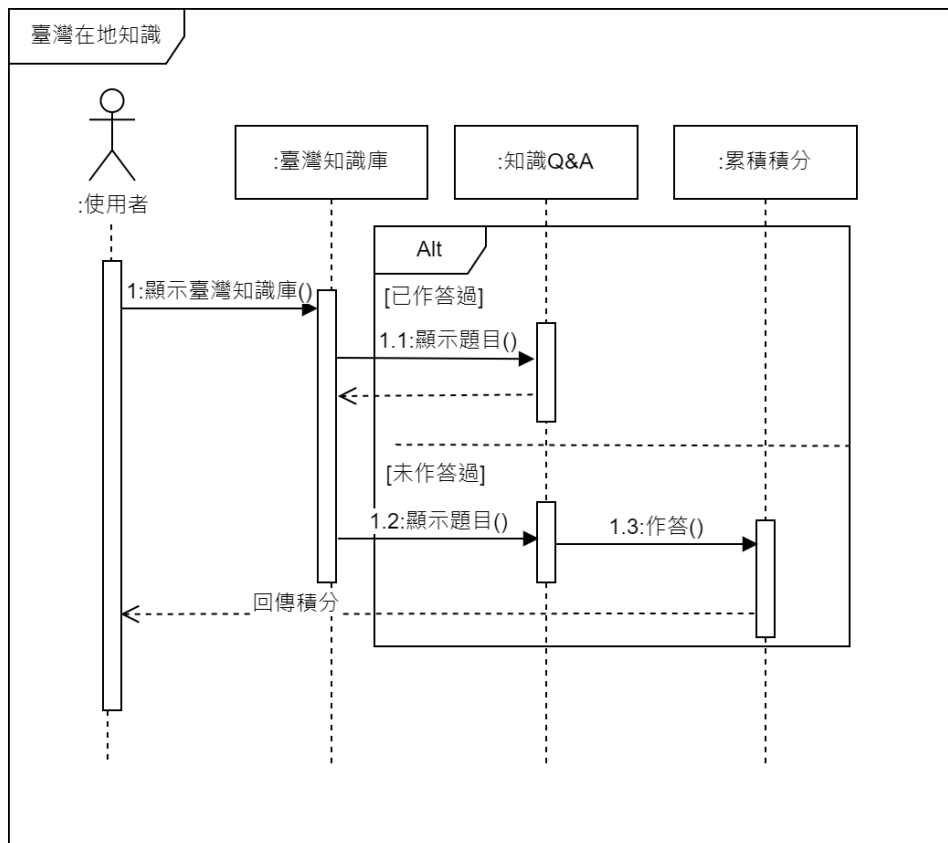 臺灣在地知識
:使用者
:臺灣知識庫
:知識Q&A
:累積積分
Alt
1:顯示臺灣知識庫()
[已作答過]
1.1:顯示題目()
[未作答過]
1.2:顯示題目()
1.3:作答()
回傳積分